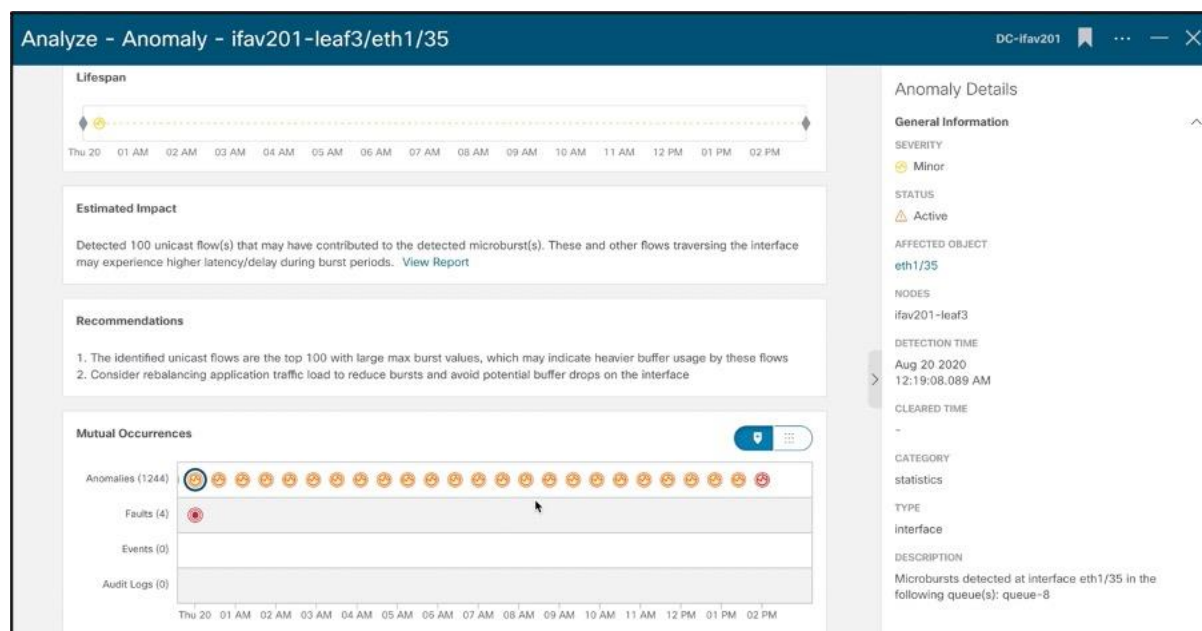 Analyze - Anomaly - ifav201-leaf3/eth1/35
DC-ifav201
Lifespan
Thu 20 01 AM 02 AM 03 AM 04 AM 05 AM 06 AM 07 AM 08 AM 09 AM 10 AM 11 AM 12 PM 01 PM 02 PM
Estimated Impact
Detected 100 unicast flow(s) that may have contributed to the detected microburst(s). These and other flows traversing the interface
may experience higher latency/delay during burst periods. View Report
Recommendations
1. The identified unicast flows are the top 100 with large max burst values, which may indicate heavier buffer usage by these flows
2. Consider rebalancing application traffic load to reduce bursts and avoid potential buffer drops on the interface
Mutual Occurrences
Anomalies (1244)
Faults (4)
Events (0)
Audit Logs (0)
Thu 20 01 AM 02 AM 03 AM 04 AM 05 AM 06 AM 07 AM 08 AM 09 AM 10 AM 11 AM 12 PM 01 PM 02 PM
Anomaly Details
General Information
SEVERITY
Minor
STATUS
Active
AFFECTED OBJECT
eth1/35
NODES
ifav201-leaf3
DETECTION TIME
Aug 20 2020
12:19:08.089 AM
CLEARED TIME
-
CATEGORY
statistics
TYPE
interface
DESCRIPTION
Microbursts detected at interface eth1/35 in the
following queue(s): queue-8